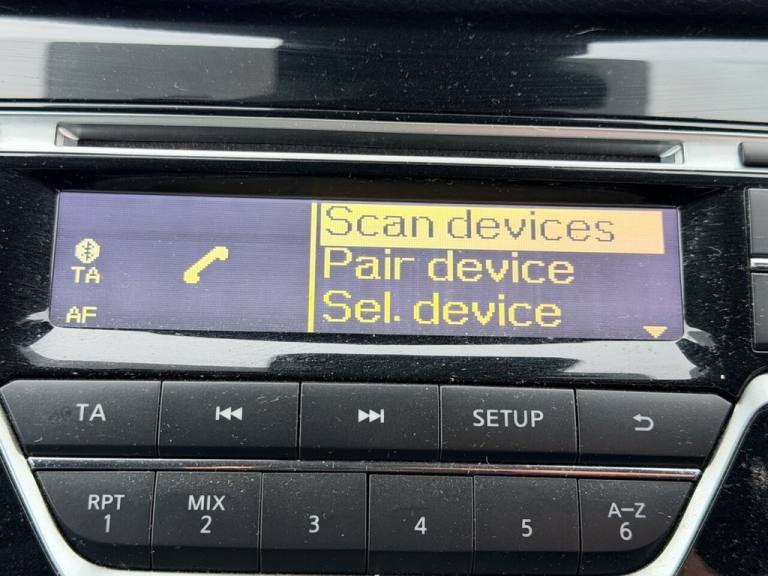 Scan devices
Pair device
Sel. device
TA
AF
TA
SETUP
RPT
1
MIX
2
3
4
5
A-Z
6